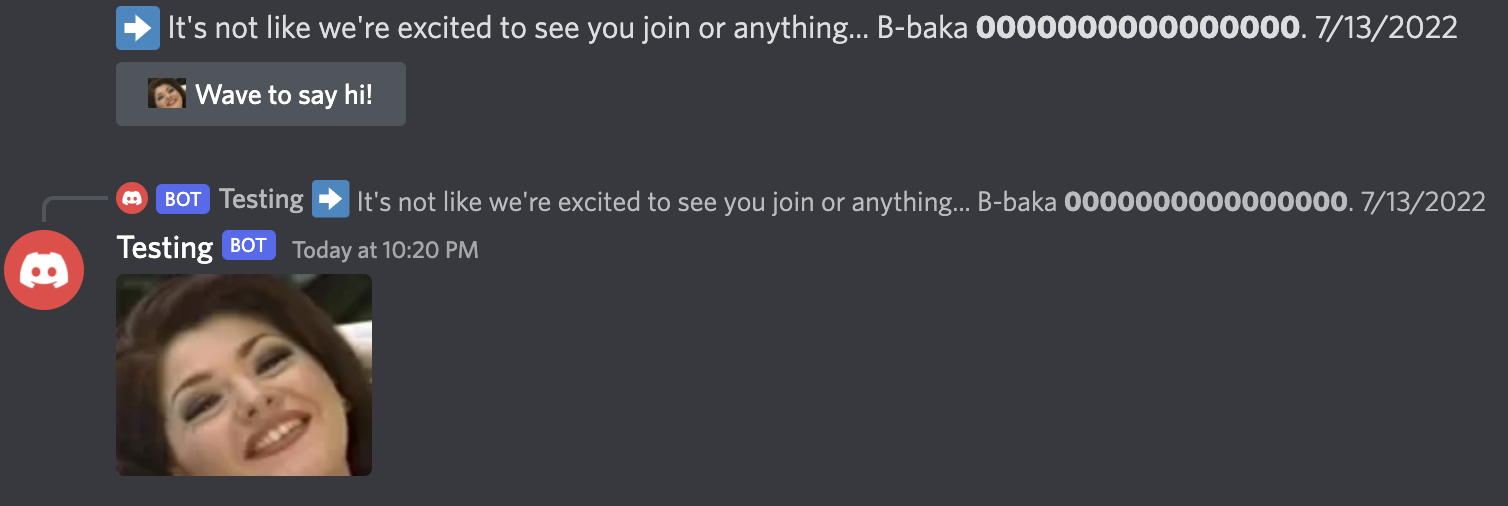 ➡ It's not like we're excited to see you join or anything... B-baka 0000000000000000. 7/13/2022
Wave to say hi!
BOT Testing ➡ It's not like we're excited to see you join or anything... B-baka 0000000000000000. 7/13/2022
Testing BOT Today at 10:20 PM